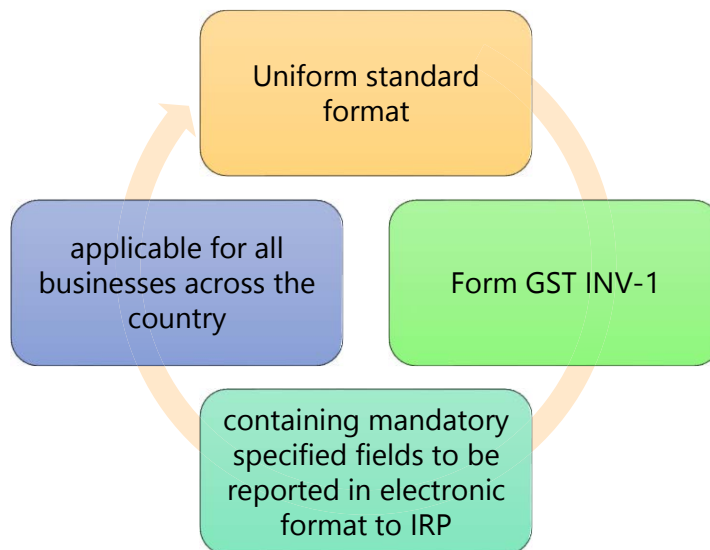 Uniform standard
format
Form GST INV-1
containing mandatory
specified fields to be
reported in electronic
format to IRP
applicable for all
businesses across the
country